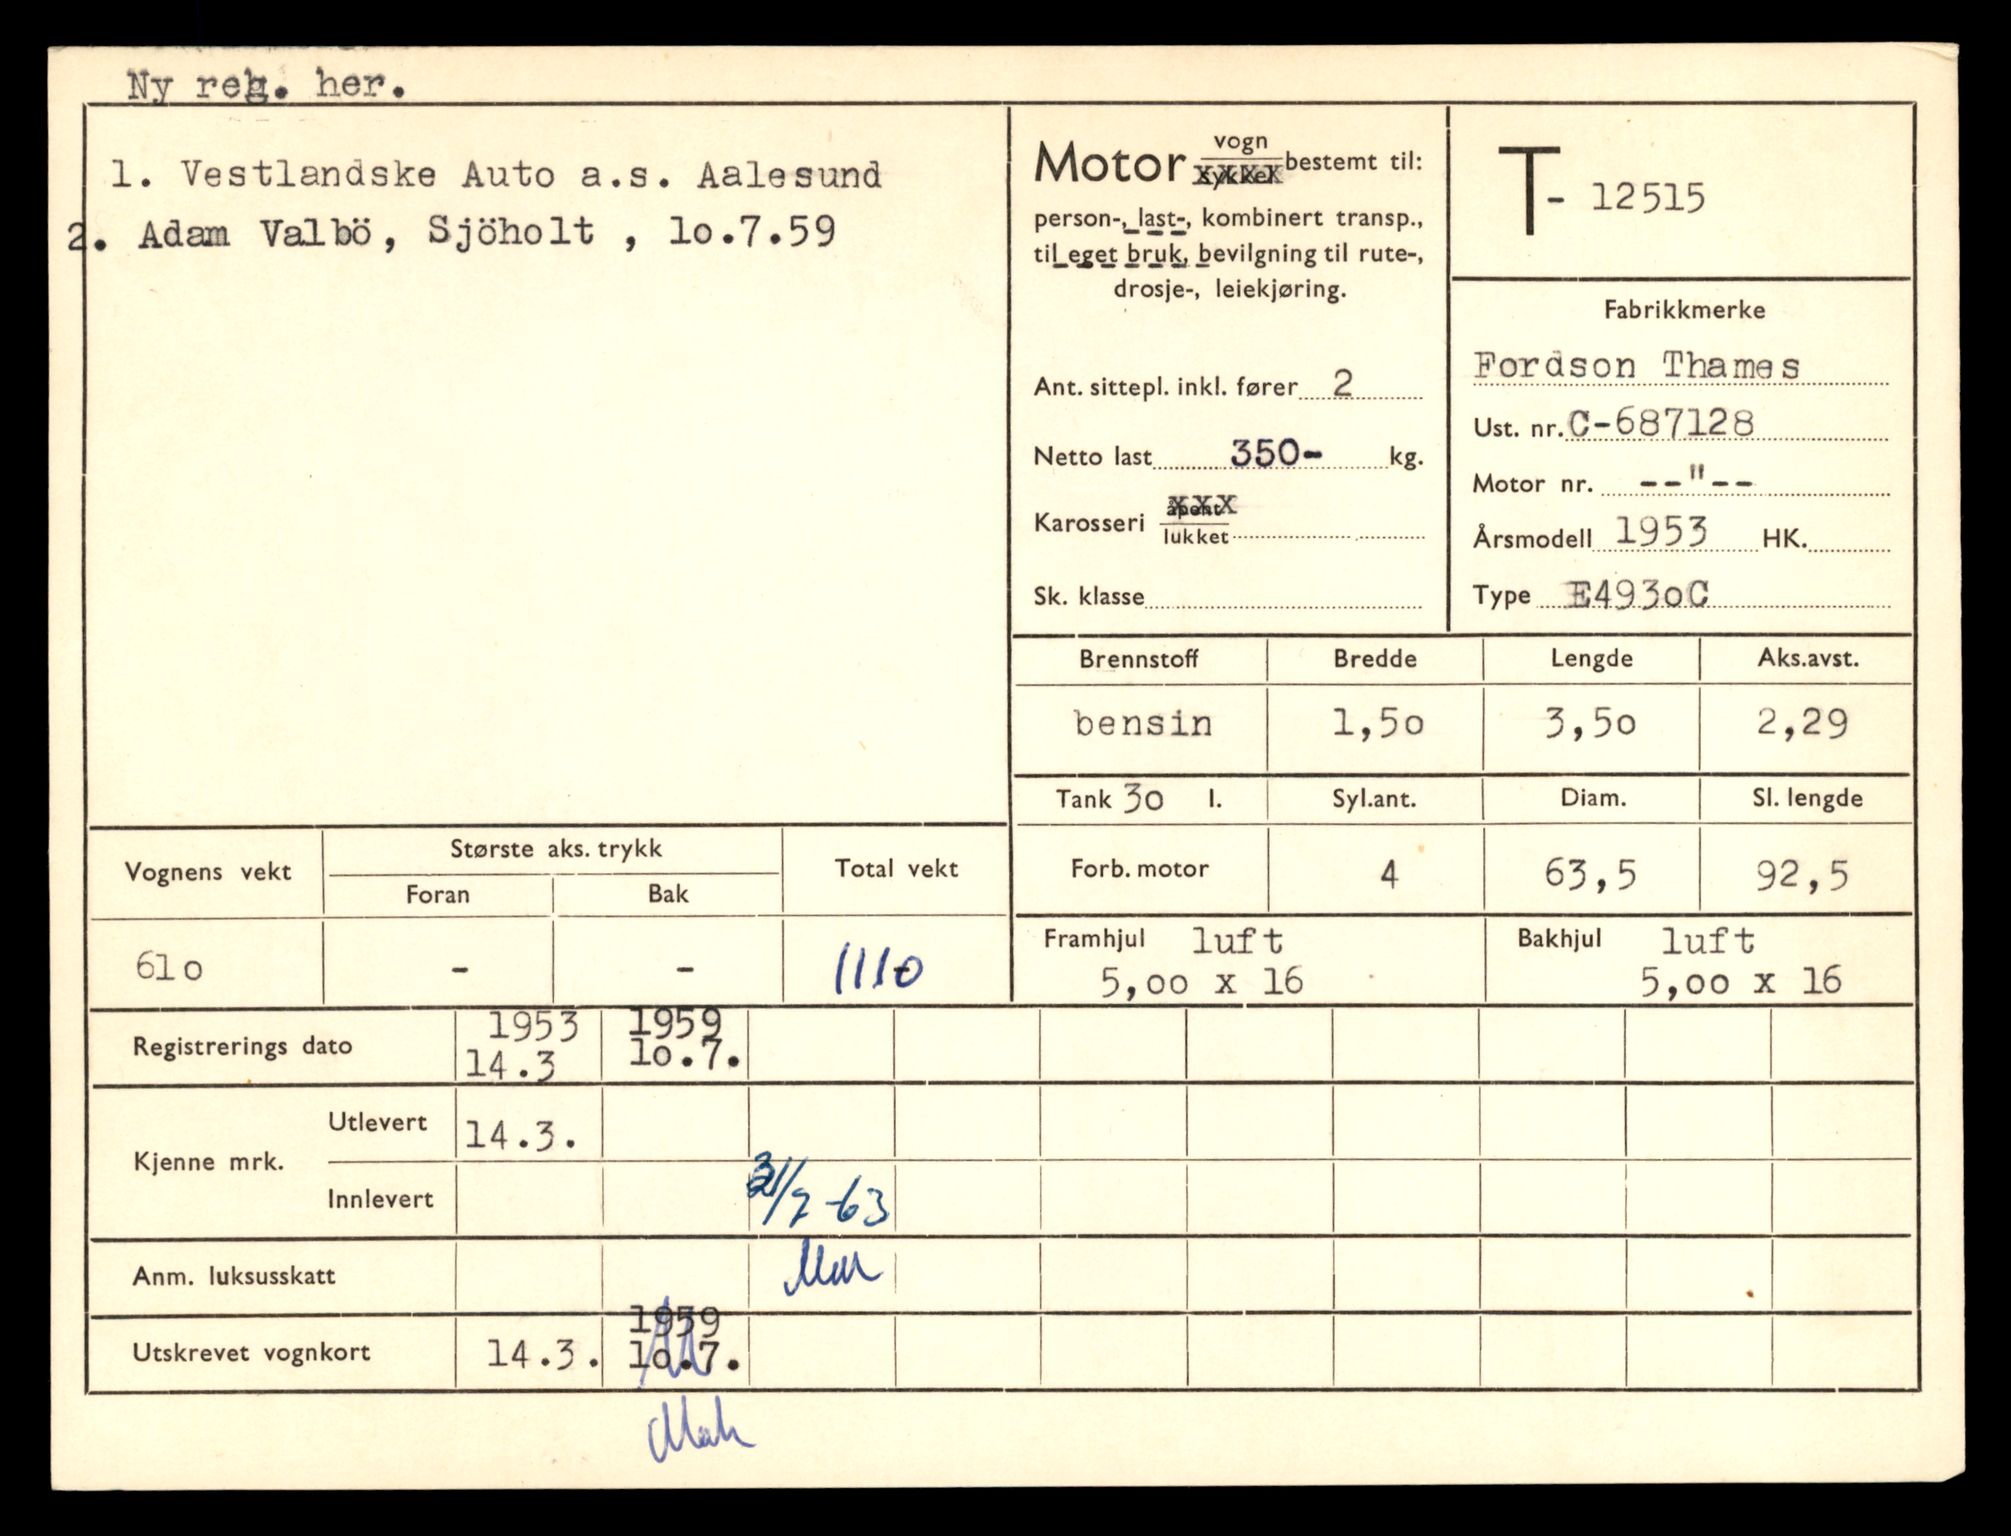 Ny reg. her.
1. Vestlandske Auto a.s. Aalesund
2. Adam Valbö, Sjöholt , lo.7.59
Motor vogn bestemt til:
sykkel
person-, last-, kombinert transp.,
til eget bruk, bevilgning til rute-,
drosje-, leiekjøring.
Ant. sittepl. inkl. fører 2
Netto last 350- kg.
Karosseri åpent
lukket
Sk. klasse
T- 12515
Fabrikkmerke
Fordson Thames
Ust. nr. C-687128
Motor nr. --"--
Årsmodell 1953 HK.
Type E493oC
Brennstoff Bredde Lengde Aks.avst.
bensin 1,5o 3,5o 2,29
Tank 3o l. Syl.ant. Diam. Sl. lengde
Forb. motor 4 63,5 92,5
Framhjul luft Bakhjul luft
5,oo x 16 5,oo x 16
Vognens vekt Største aks. trykk Total vekt
Foran Bak
61o - - 1110
Registrerings dato 1953 1959
14.3 lo.7.
Kjenne mrk. Utlevert 14.3.
Innlevert /7-63
Anm. luksusskatt
1959
Utskrevet vognkort 14.3. lo.7.